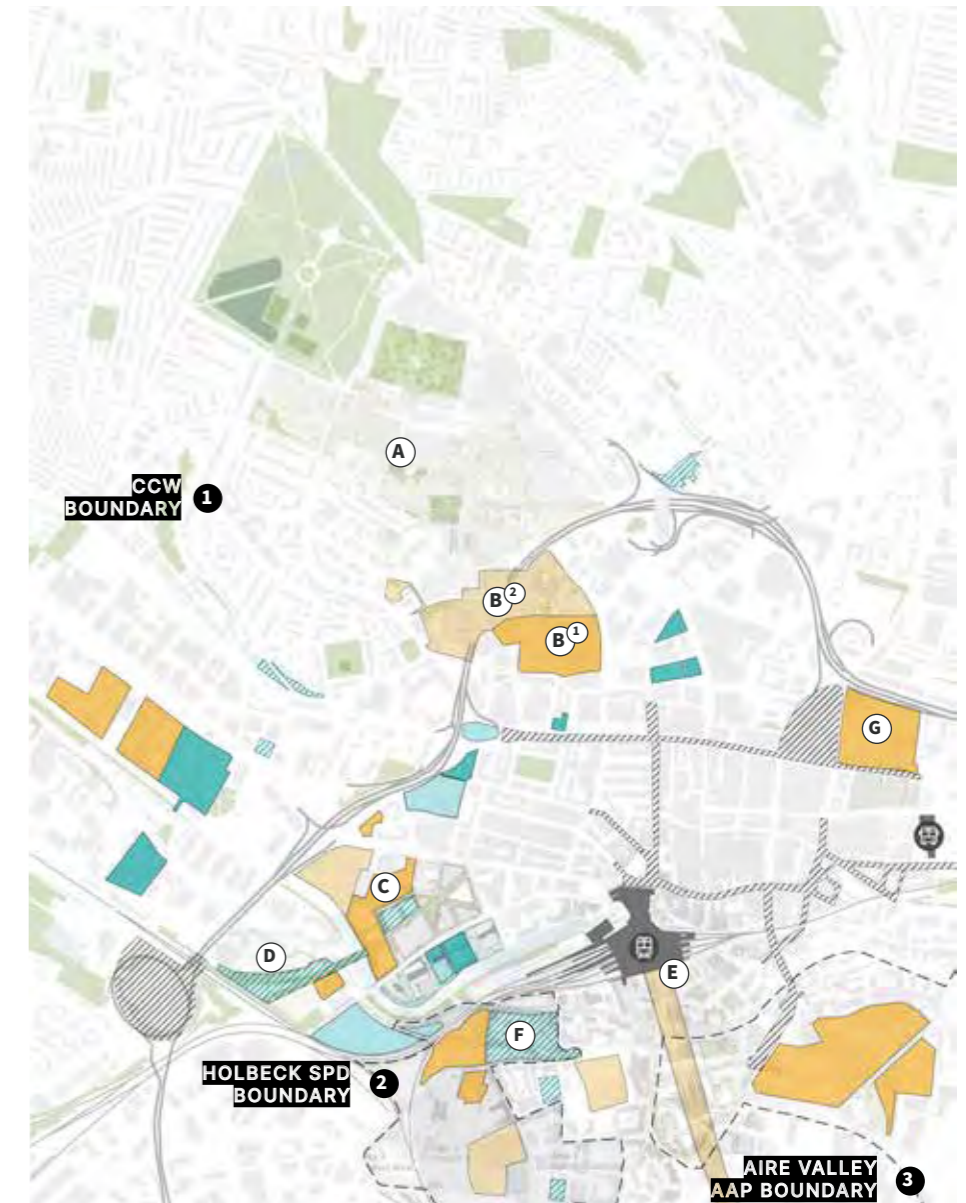 A
CCW
BOUNDARY
1
B 2
B 1
G
C
D
E
F
HOLBECK SPD
BOUNDARY
2
AIRE VALLEY
AAP BOUNDARY
3